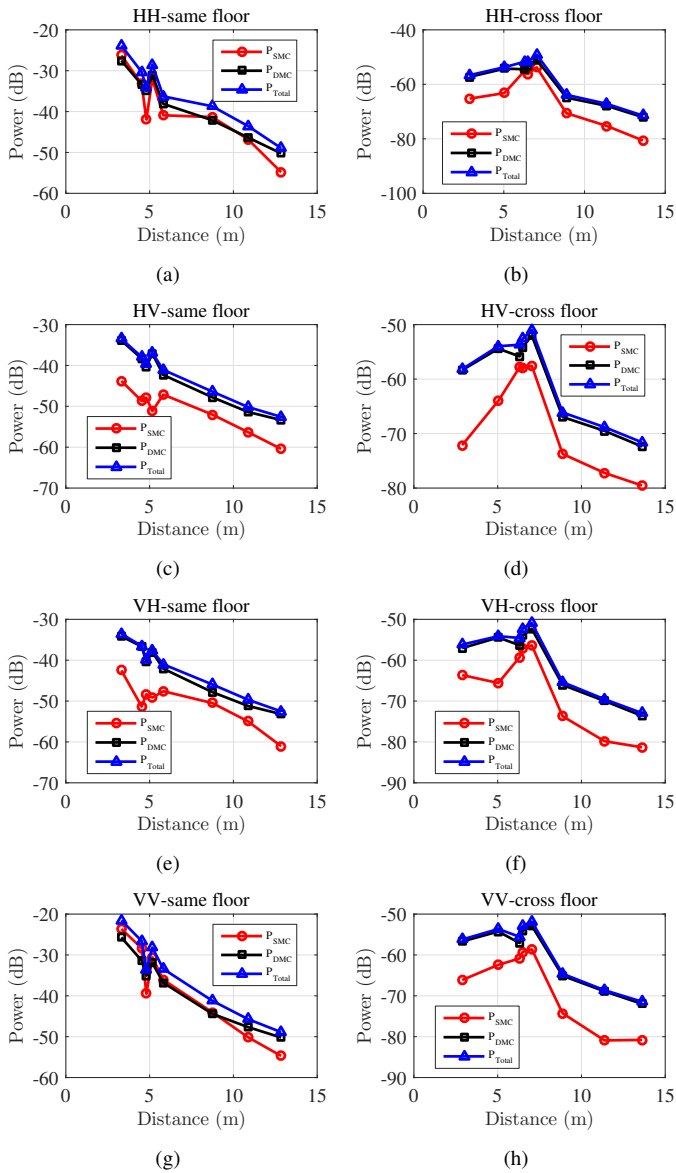 HH-same floor
-20
-30
-40
-50
-60
Power (dB)
P_SMC
P_DMC
P_Total
0 5 10 15
Distance (m)
(a)
HH-cross floor
-40
-60
-80
-100
Power (dB)
P_SMC
P_DMC
P_Total
0 5 10 15
Distance (m)
(b)
HV-same floor
-30
-40
-50
-60
-70
Power (dB)
P_SMC
P_DMC
P_Total
0 5 10 15
Distance (m)
(c)
HV-cross floor
-50
-60
-70
-80
Power (dB)
P_SMC
P_DMC
P_Total
0 5 10 15
Distance (m)
(d)
VH-same floor
-30
-40
-50
-60
-70
Power (dB)
P_SMC
P_DMC
P_Total
0 5 10 15
Distance (m)
(e)
VH-cross floor
-50
-60
-70
-80
-90
Power (dB)
P_SMC
P_DMC
P_Total
0 5 10 15
Distance (m)
(f)
VV-same floor
-20
-30
-40
-50
-60
Power (dB)
P_SMC
P_DMC
P_Total
0 5 10 15
Distance (m)
(g)
VV-cross floor
-50
-60
-70
-80
-90
Power (dB)
P_SMC
P_DMC
P_Total
0 5 10 15
Distance (m)
(h)